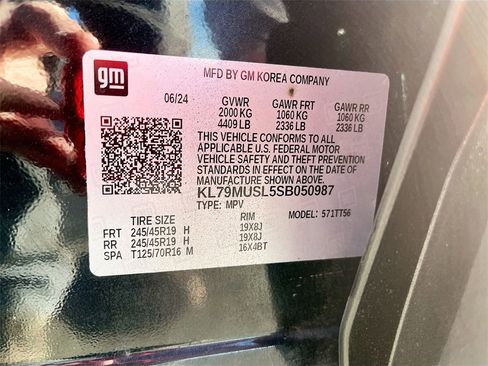 gm
MFD BY GM KOREA COMPANY
06/24 GVWR GAWR FRT GAWR RR
2000 KG 1060 KG 1060 KG
4409 LB 2336 LB 2336 LB
THIS VEHICLE CONFORMS TO ALL
APPLICABLE U.S. FEDERAL MOTOR
VEHICLE SAFETY AND THEFT PREVENTION
STANDARDS IN EFFECT ON THE DATE OF
MANUFACTURE SHOWN ABOVE.
KL79MUSL5SB050987
TYPE: MPV MODEL: 571TT56
TIRE SIZE RIM
FRT 245/45R19 H 19X8J
RR 245/45R19 H 19X8J
SPA T125/70R16 M 16X4BT